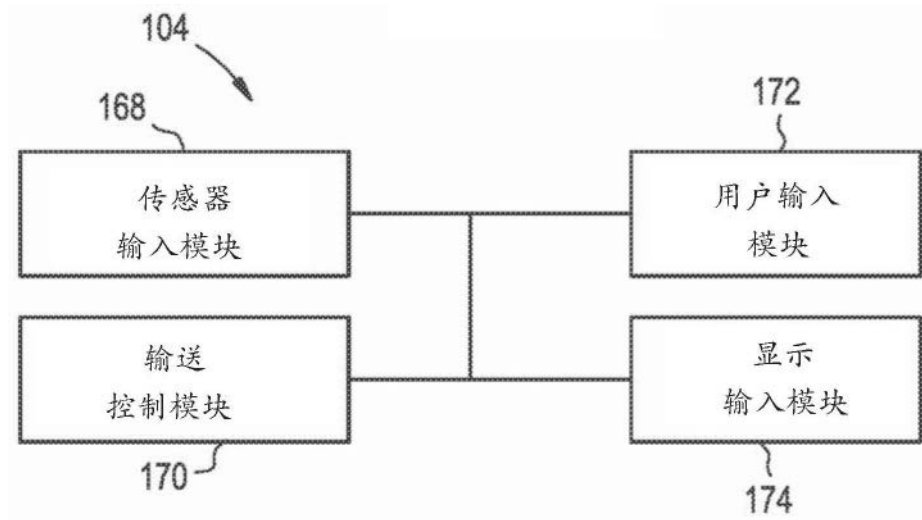 104
168
传感器
输入模块
172
用户输入
模块
输送
控制模块
170
显示
输入模块
174